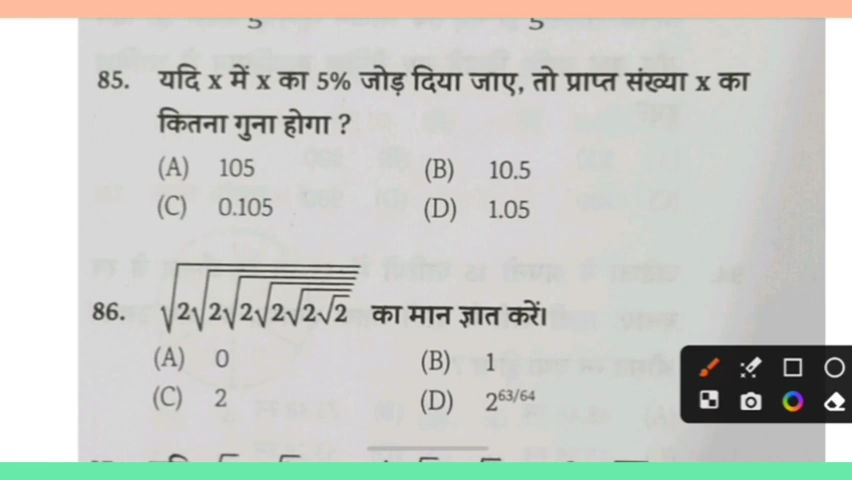 85. यदि x में x का 5% जोड़ दिया जाए, तो प्राप्त संख्या x का
कितना गुना होगा ?
(A) 105 (B) 10.5
(C) 0.105 (D) 1.05
86. √2√2√2√2√2√2 का मान ज्ञात करें।
(A) 0 (B) 1
(C) 2 (D) 2^63/64